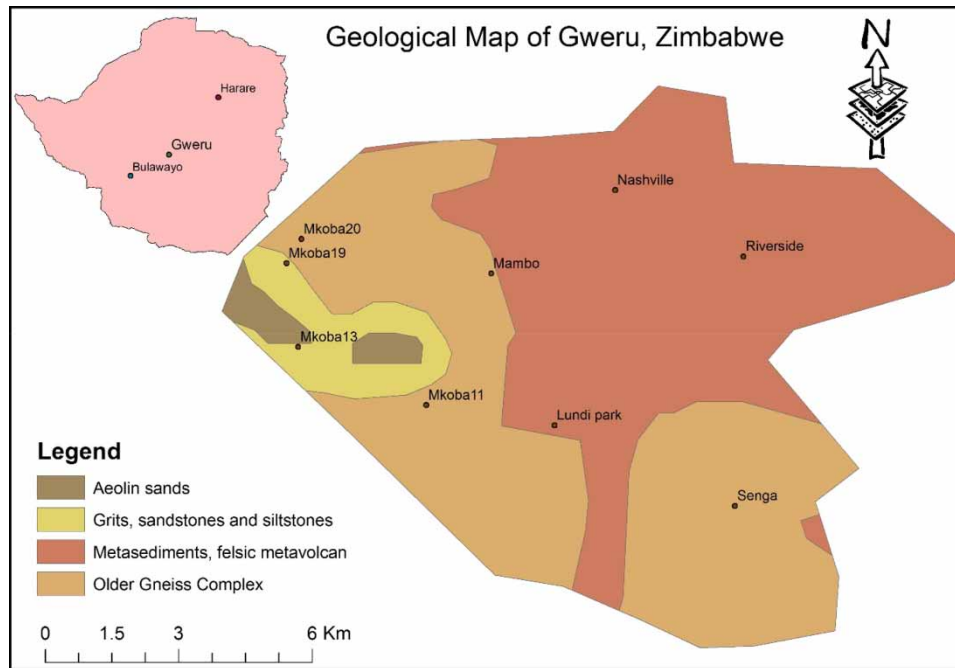 Geological Map of Gweru, Zimbabwe
N
Harare
Gweru
Bulawayo
Nashville
Mkoba20
Riverside
Mkoba19
Mambo
Mkoba13
Mkoba11
Lundi park
Senga
Legend
Aeolin sands
Grits, sandstones and siltstones
Metasediments, felsic metavolcan
Older Gneiss Complex
0 1.5 3 6 Km